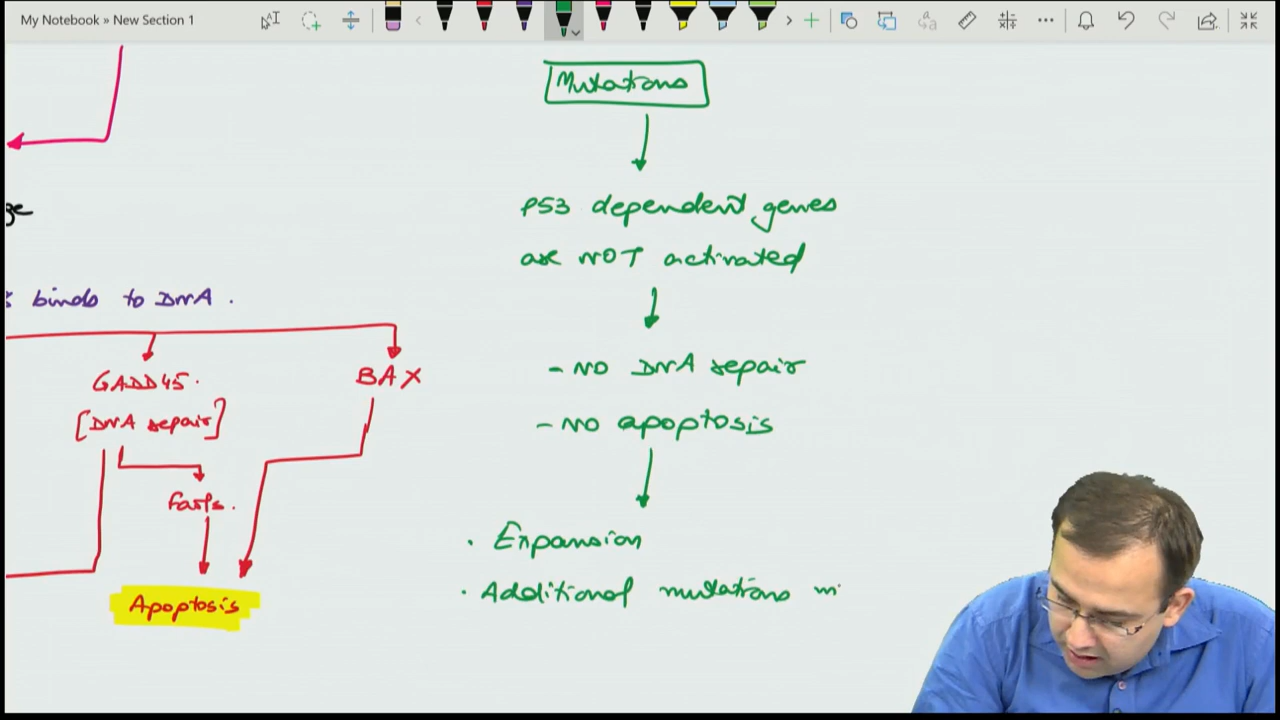 My Notebook » New Section 1
Mutations
P53 dependent genes
are NOT activated
binds to DNA .
GADD45.
BAX
[DNA repair]
- NO DNA repair
- NO apoptosis
Fails.
Apoptosis
. Expansion
. Additional mutations